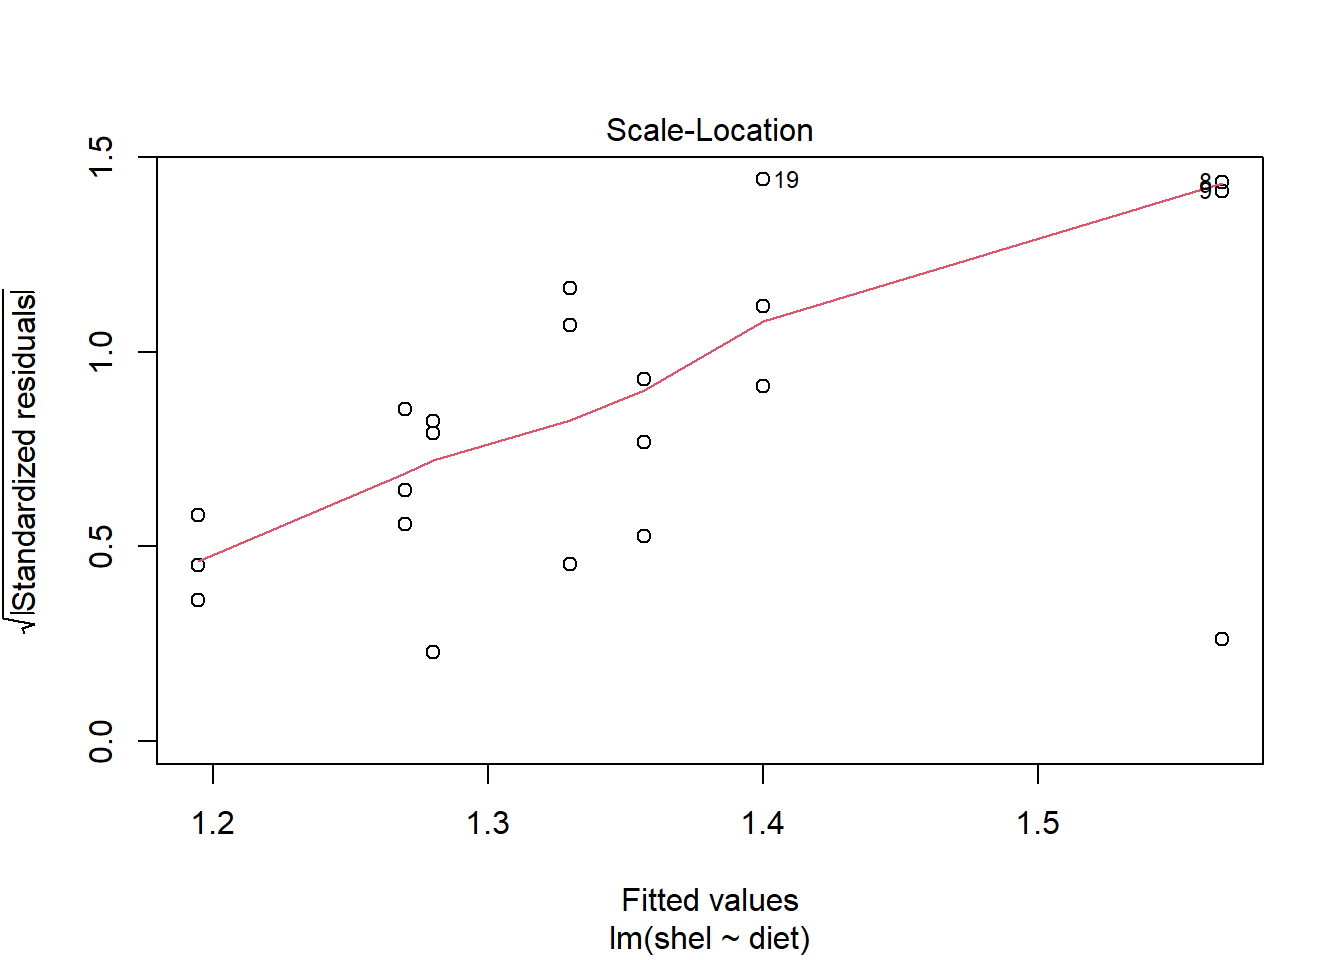 Scale-Location
√|Standardized residuals|
1.5
1.0
0.5
0.0
19
8
9
1.2 1.3 1.4 1.5
Fitted values
lm(shel ~ diet)